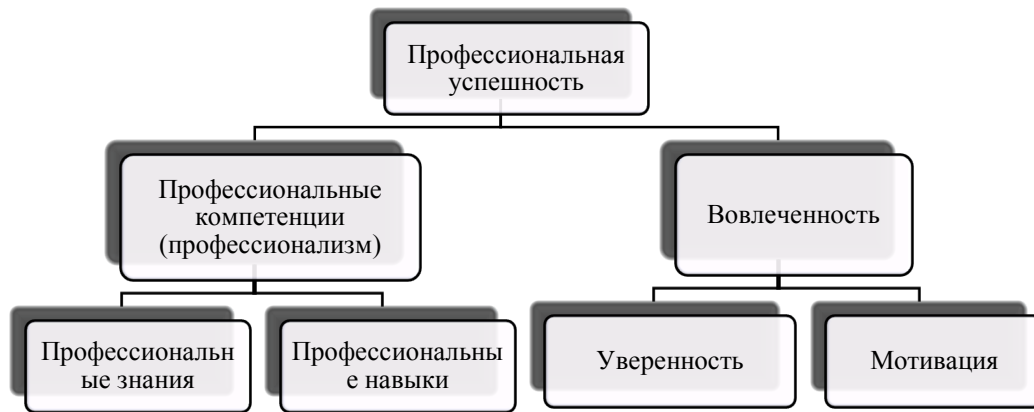 Профессиональная
успешность
Профессиональные
компетенции
(профессионализм)
Вовлеченность
Профессиональн
ые знания
Профессиональны
е навыки
Уверенность
Мотивация